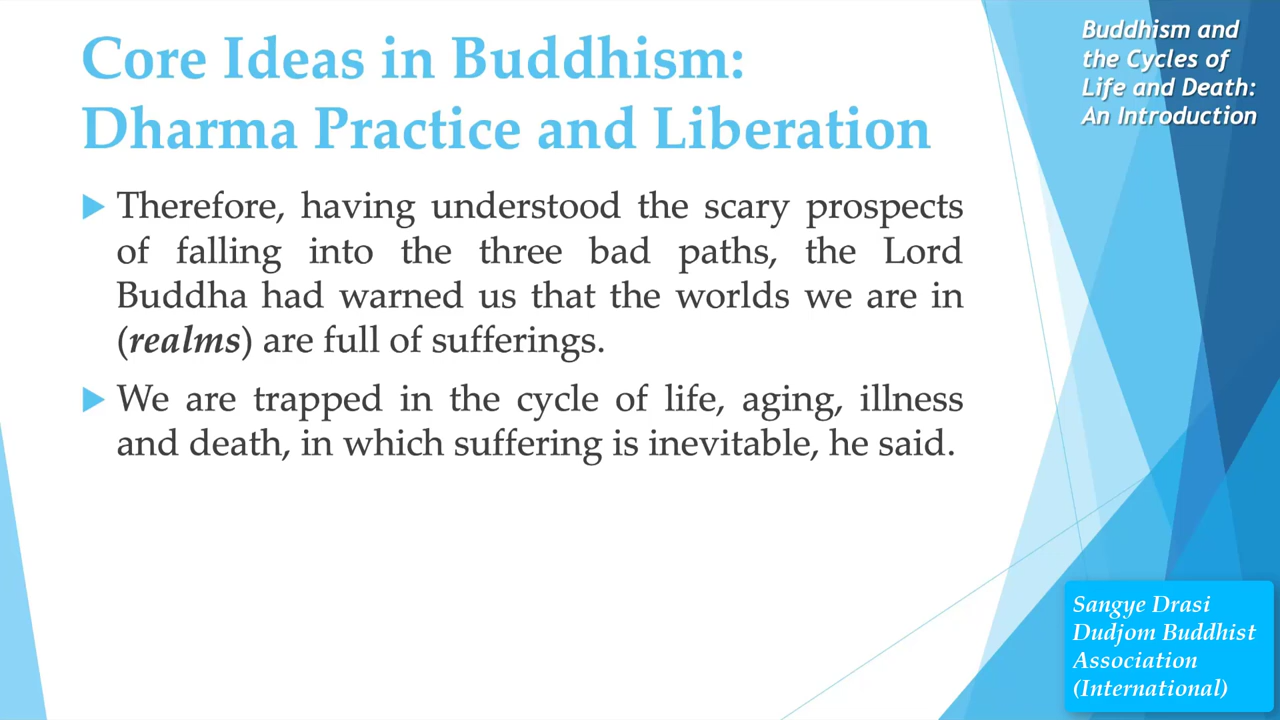 Core Ideas in Buddhism:
Dharma Practice and Liberation
Buddhism and
the Cycles of
Life and Death:
An Introduction
Therefore, having understood the scary prospects
of falling into the three bad paths, the Lord
Buddha had warned us that the worlds we are in
(realms) are full of sufferings.
We are trapped in the cycle of life, aging, illness
and death, in which suffering is inevitable, he said.
Sangye Drasi
Dudjom Buddhist
Association
(International)